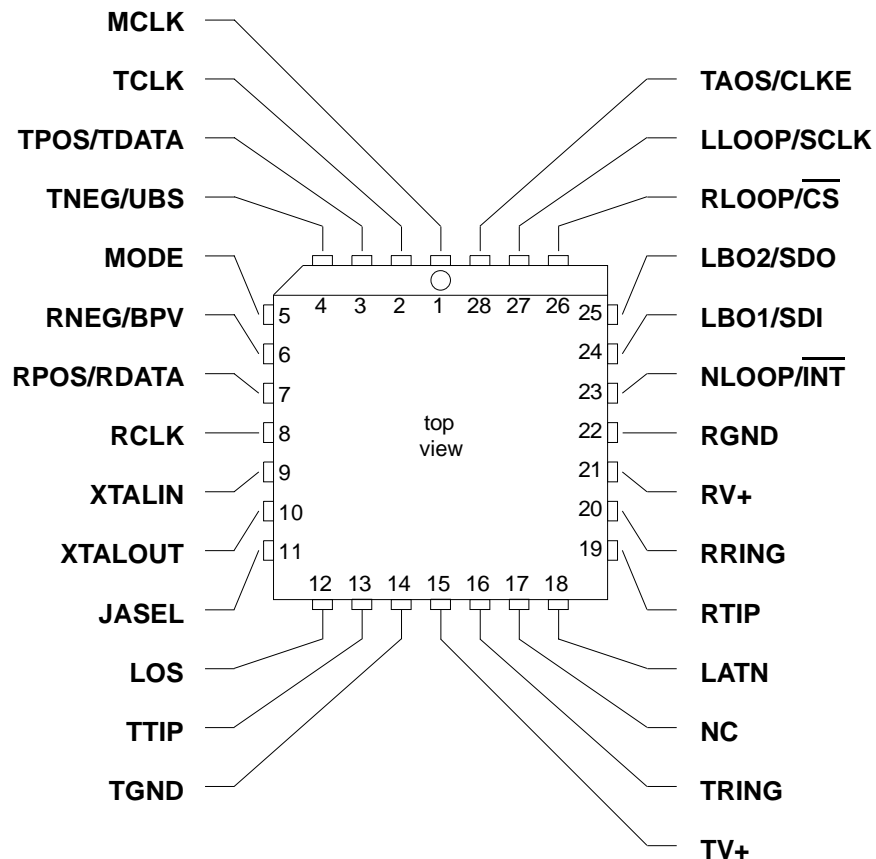 MCLK
TCLK
TPOS/TDATA
TNEG/UBS
MODE
RNEG/BPV
RPOS/RDATA
RCLK
XTALIN
XTALOUT
JASEL
LOS
TTIP
TGND
TAOS/CLKE
LLOOP/SCLK
RLOOP/C̅S̅
LBO2/SDO
LBO1/SDI
NLOOP/I̅N̅T̅
RGND
RV+
RRING
RTIP
LATN
NC
TRING
TV+
4 3 2 1 28 27 26
5
6
7
8
9
10
11
25
24
23
22
21
20
19
top
view
12 13 14 15 16 17 18